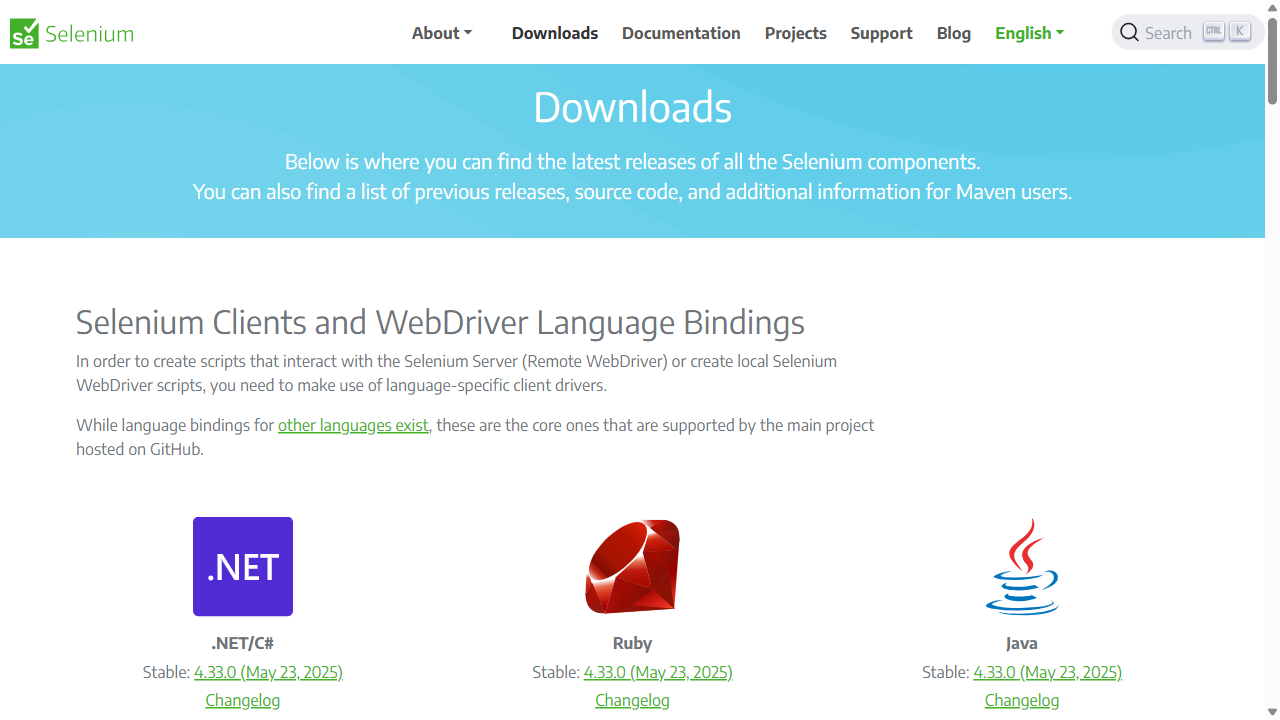 Se Selenium
About Downloads Documentation Projects Support Blog English Search CTRL K
Downloads
Below is where you can find the latest releases of all the Selenium components.
You can also find a list of previous releases, source code, and additional information for Maven users.
Selenium Clients and WebDriver Language Bindings
In order to create scripts that interact with the Selenium Server (Remote WebDriver) or create local Selenium
WebDriver scripts, you need to make use of language-specific client drivers.
While language bindings for other languages exist, these are the core ones that are supported by the main project
hosted on GitHub.
.NET
.NET/C#
Stable: 4.33.0 (May 23, 2025)
Changelog
Ruby
Stable: 4.33.0 (May 23, 2025)
Changelog
Java
Stable: 4.33.0 (May 23, 2025)
Changelog